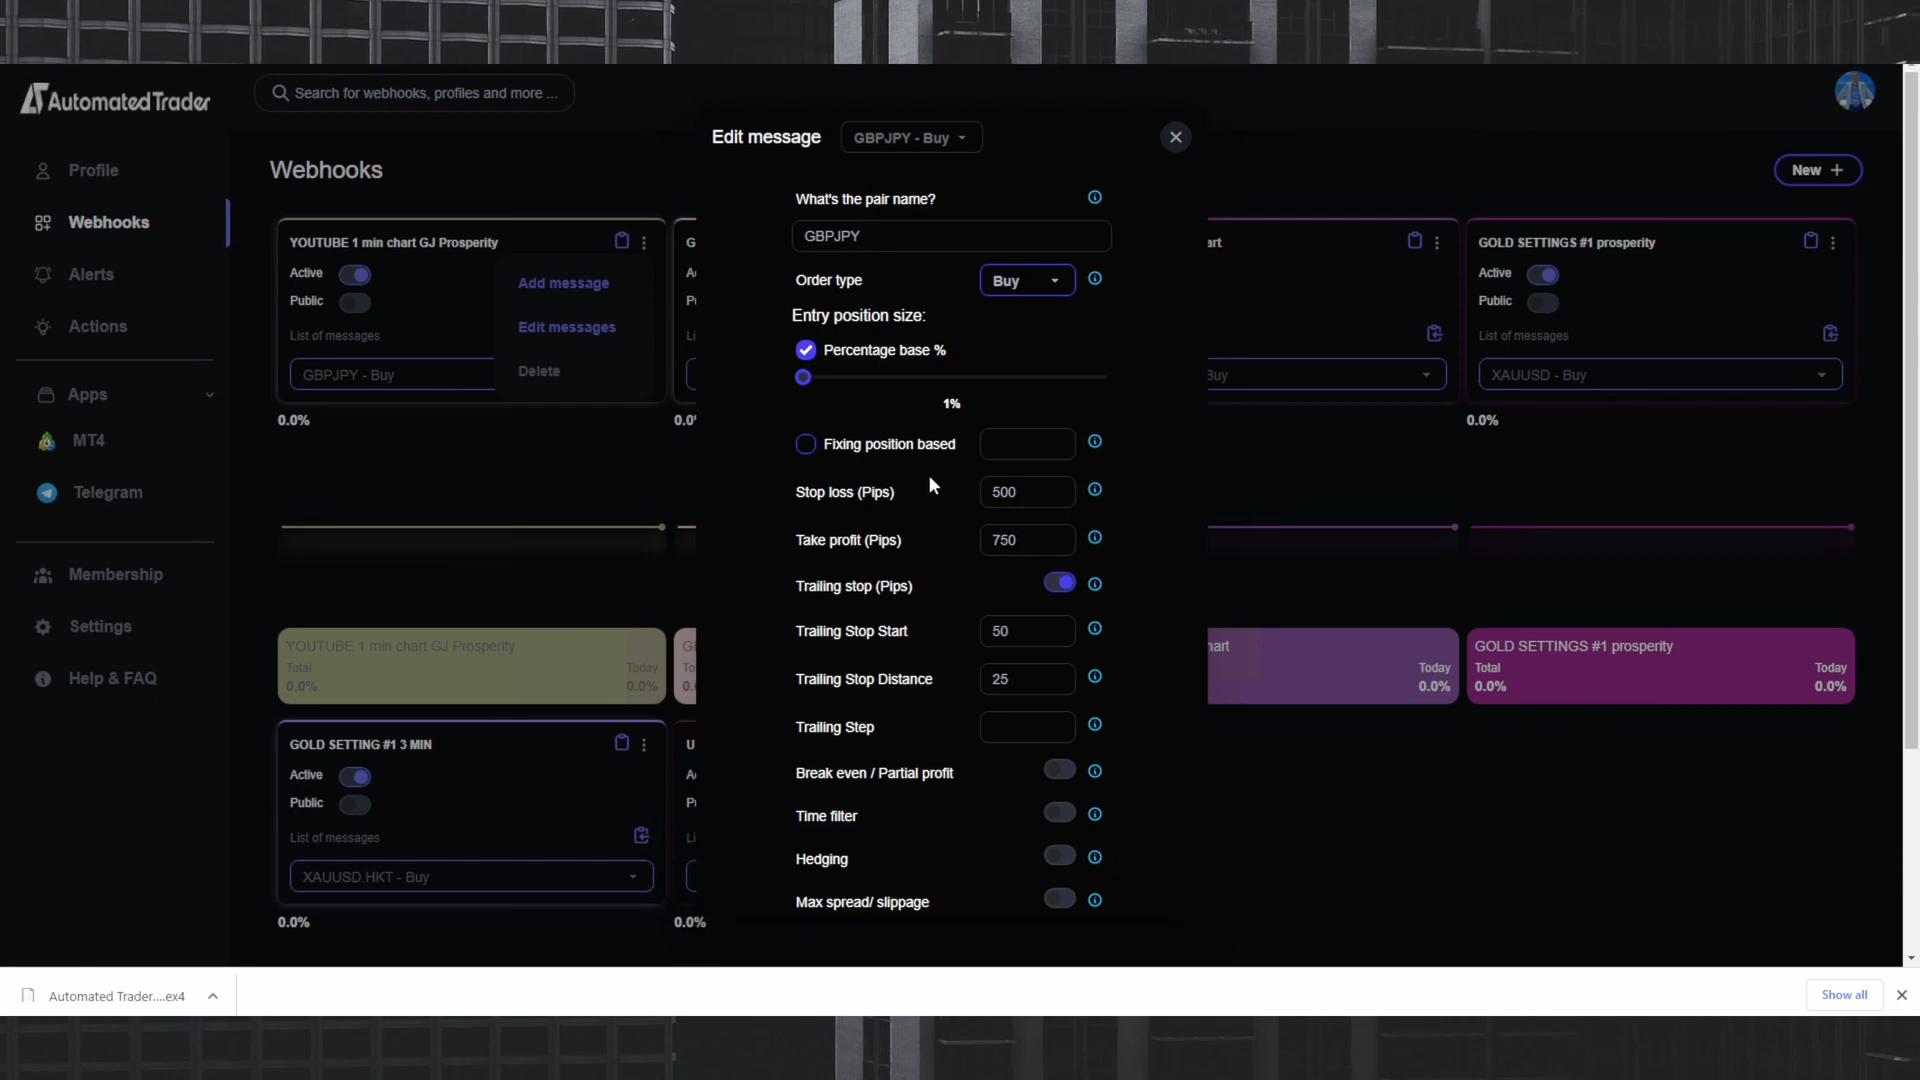 AutomatedTrader
Search for webhooks, profiles and more ...
Profile
Webhooks
Alerts
Actions
Apps
MT4
Telegram
Membership
Settings
Help & FAQ
Webhooks
New +
YOUTUBE 1 min chart GJ Prosperity
Active
Public
List of messages
GBPJPY - Buy
0.0%
Add message
Edit messages
Delete
Edit message
GBPJPY - Buy
What's the pair name?
GBPJPY
Order type
Buy
Entry position size:
Percentage base %
1%
Fixing position based
Stop loss (Pips)
500
Take profit (Pips)
750
Trailing stop (Pips)
Trailing Stop Start
50
Trailing Stop Distance
25
Trailing Step
Break even / Partial profit
Time filter
Hedging
Max spread/ slippage
art
Buy
GOLD SETTINGS #1 prosperity
Active
Public
List of messages
XAUUSD - Buy
0.0%
YOUTUBE 1 min chart GJ Prosperity
Total
Today
0.0%
0.0%
hart
Today
0.0%
GOLD SETTINGS #1 prosperity
Total
Today
0.0%
0.0%
GOLD SETTING #1 3 MIN
Active
Public
List of messages
XAUUSD.HKT - Buy
0.0%
0.0%
Automated Trader....ex4
Show all